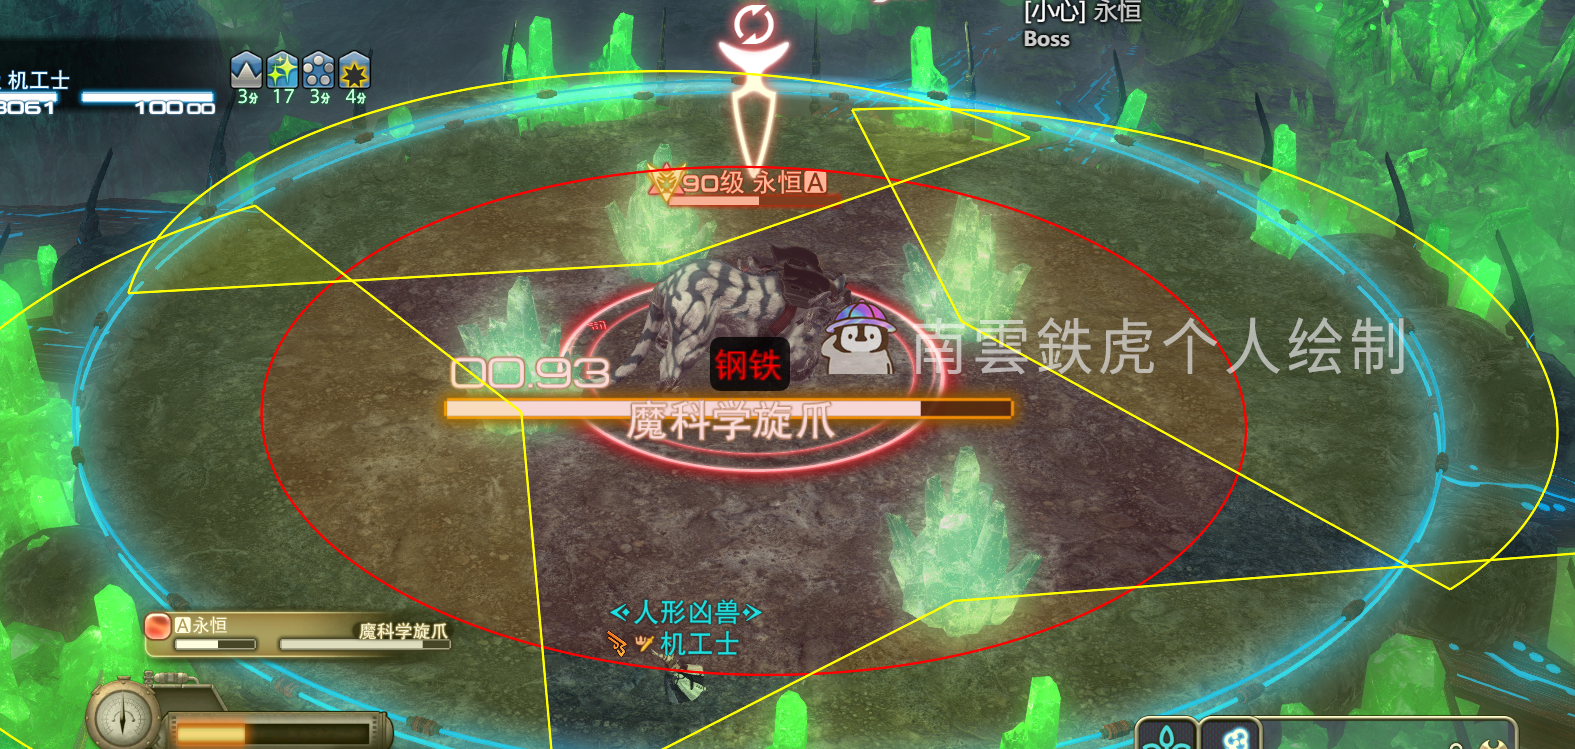 [小心] 永恒
Boss
机工士
3061
10000
3分
17
3分
4分
90级 永恒A
南雲鉄虎个人绘制
钢铁
00.93
魔科学旋爪
人形凶兽
机工士
A永恒
魔科学旋爪